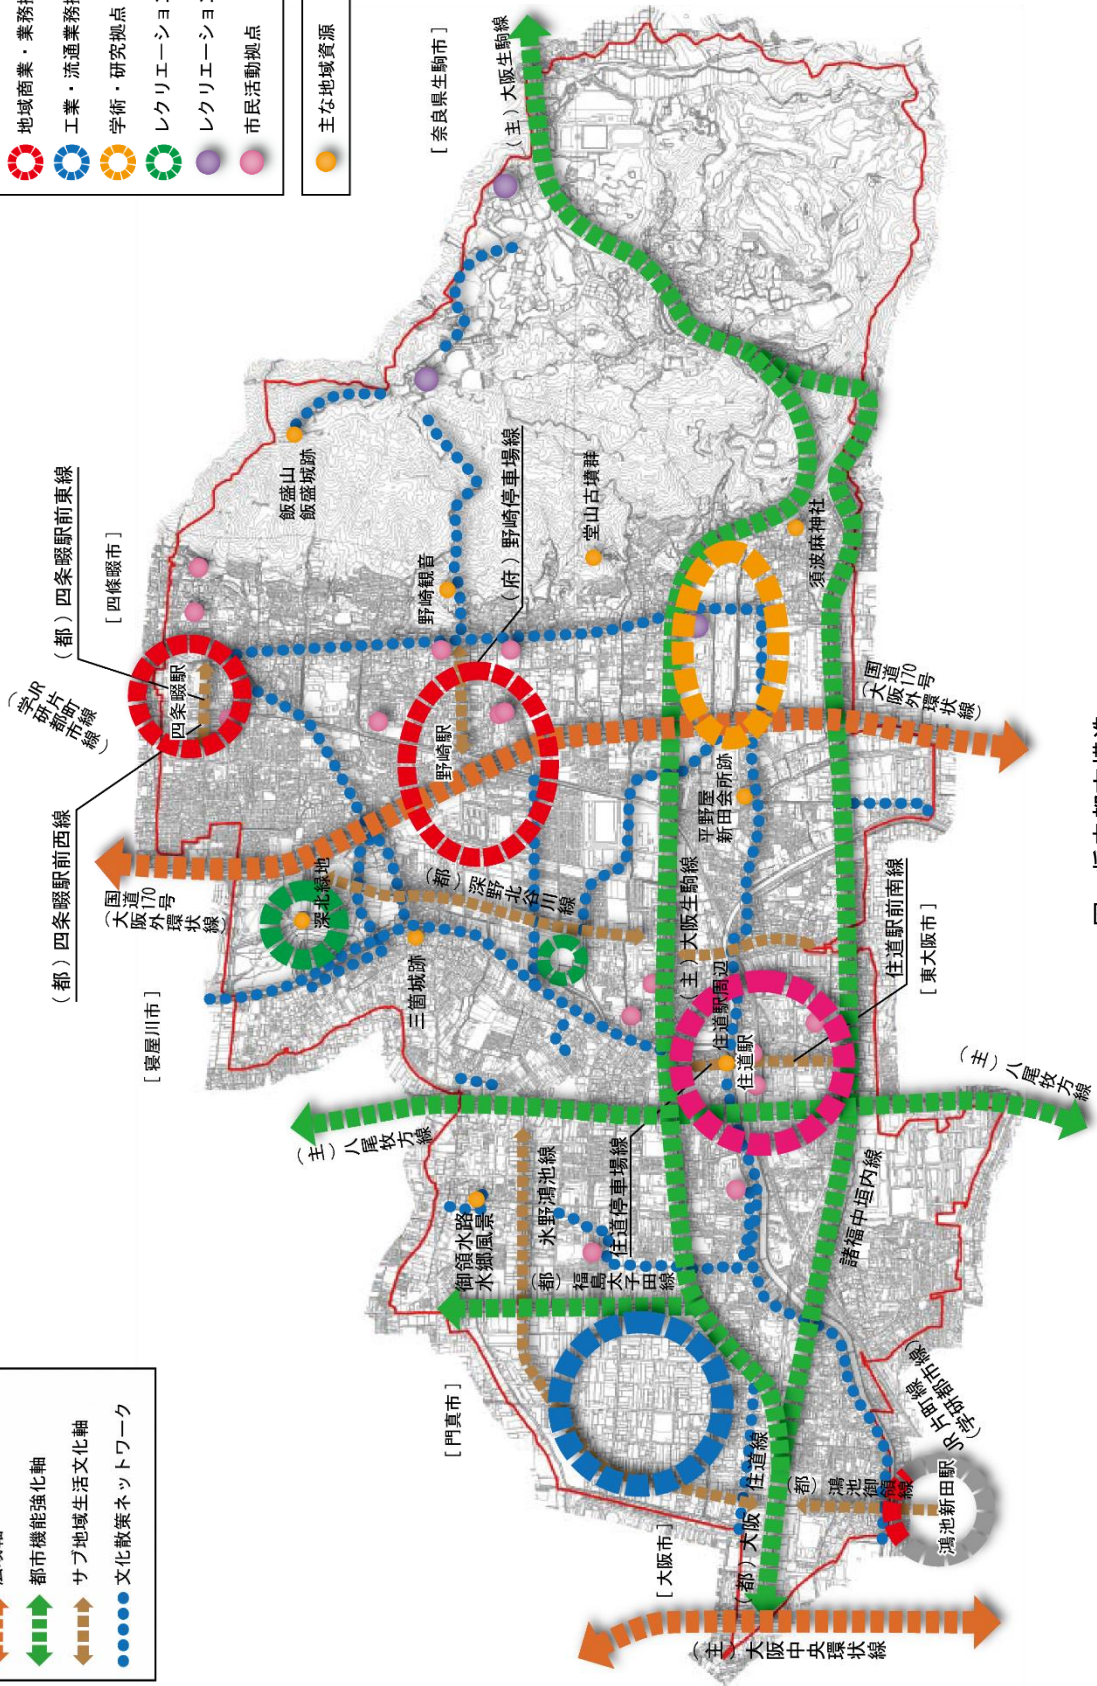 地域商業・業務拠
工業・流通業務拠
学術・研究拠点
レクリエーション
レクリエーション
市民活動拠点
主な地域資源
都市機能強化軸
サブ地域生活文化軸
文化散策ネットワーク
[奈良県生駒市]
(主)大阪生駒線
(都)四条畷駅前東線
[四條畷市]
(都)四条畷駅前西線
JR片町線
(学研都市線)
四条畷駅
飯盛山
飯盛城跡
野崎観音
(府)野崎停車場線
堂山古墳群
須波麻神社
野崎駅
国道170号
(大阪外環状線)
国道170号
(大阪外環状線)
深北緑地
(都)深野北谷川線
[寝屋川市]
三箇城跡
平野屋
新田会所跡
(主)大阪生駒線
住道駅周辺
住道駅
住道駅前南線
[東大阪市]
(主)八尾枚方線
(主)八尾枚方線
御領水路
水郷風景
氷野鴻池線
住道停車場線
(都)福島太子田線
諸福中垣内線
[門真市]
[大阪市]
(都)大阪住道線
(都)鴻池御領線
JR片町線
(学研都市線)
鴻池新田駅
(主)大阪中央環状線